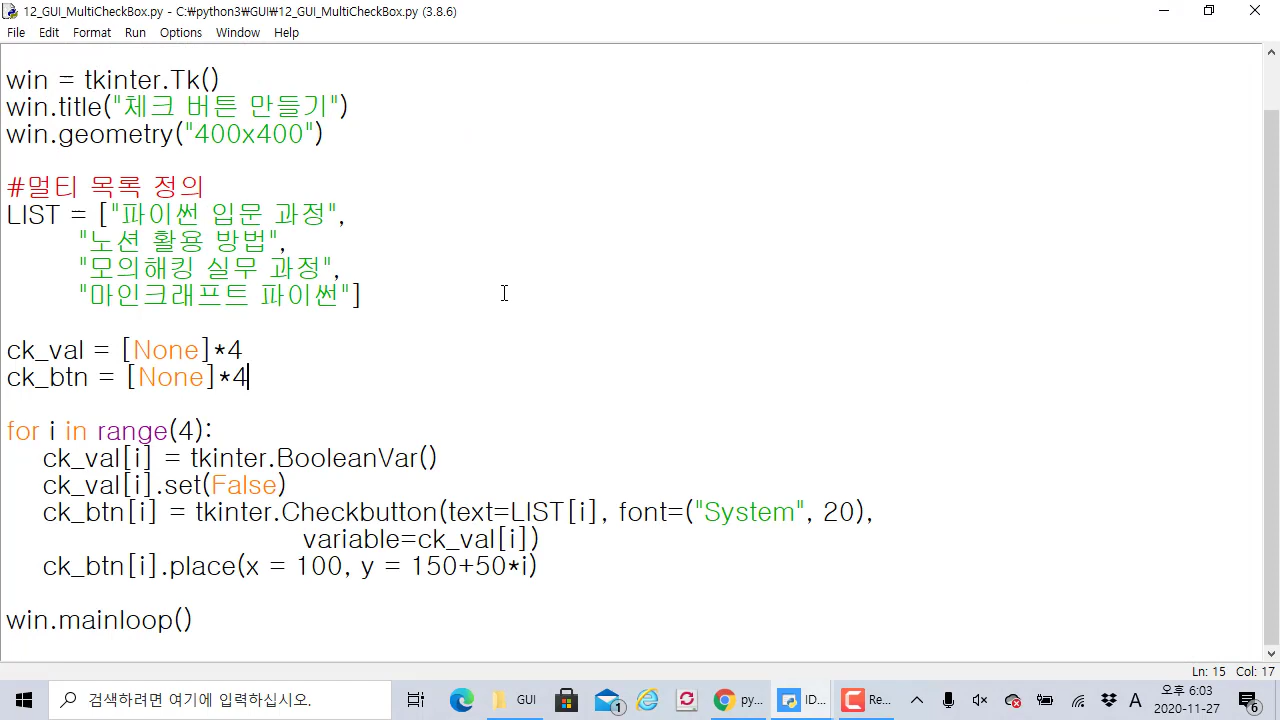 12_GUI_MultiCheckBox.py - C:₩python3₩GUI₩12_GUI_MultiCheckBox.py (3.8.6)
File Edit Format Run Options Window Help
win = tkinter.Tk()
win.title("체크 버튼 만들기")
win.geometry("400x400")
#멀티 목록 정의
LIST = ["파이썬 입문 과정",
"노션 활용 방법",
"모의해킹 실무 과정",
"마인크래프트 파이썬"]
ck_val = [None]*4
ck_btn = [None]*4
for i in range(4):
ck_val[i] = tkinter.BooleanVar()
ck_val[i].set(False)
ck_btn[i] = tkinter.Checkbutton(text=LIST[i], font=("System", 20),
variable=ck_val[i])
ck_btn[i].place(x = 100, y = 150+50*i)
win.mainloop()
Ln: 15 Col: 17
검색하려면 여기에 입력하십시오.
GUI
1
py...
ID...
Re...
A
오후 6:03
2020-11-27
6